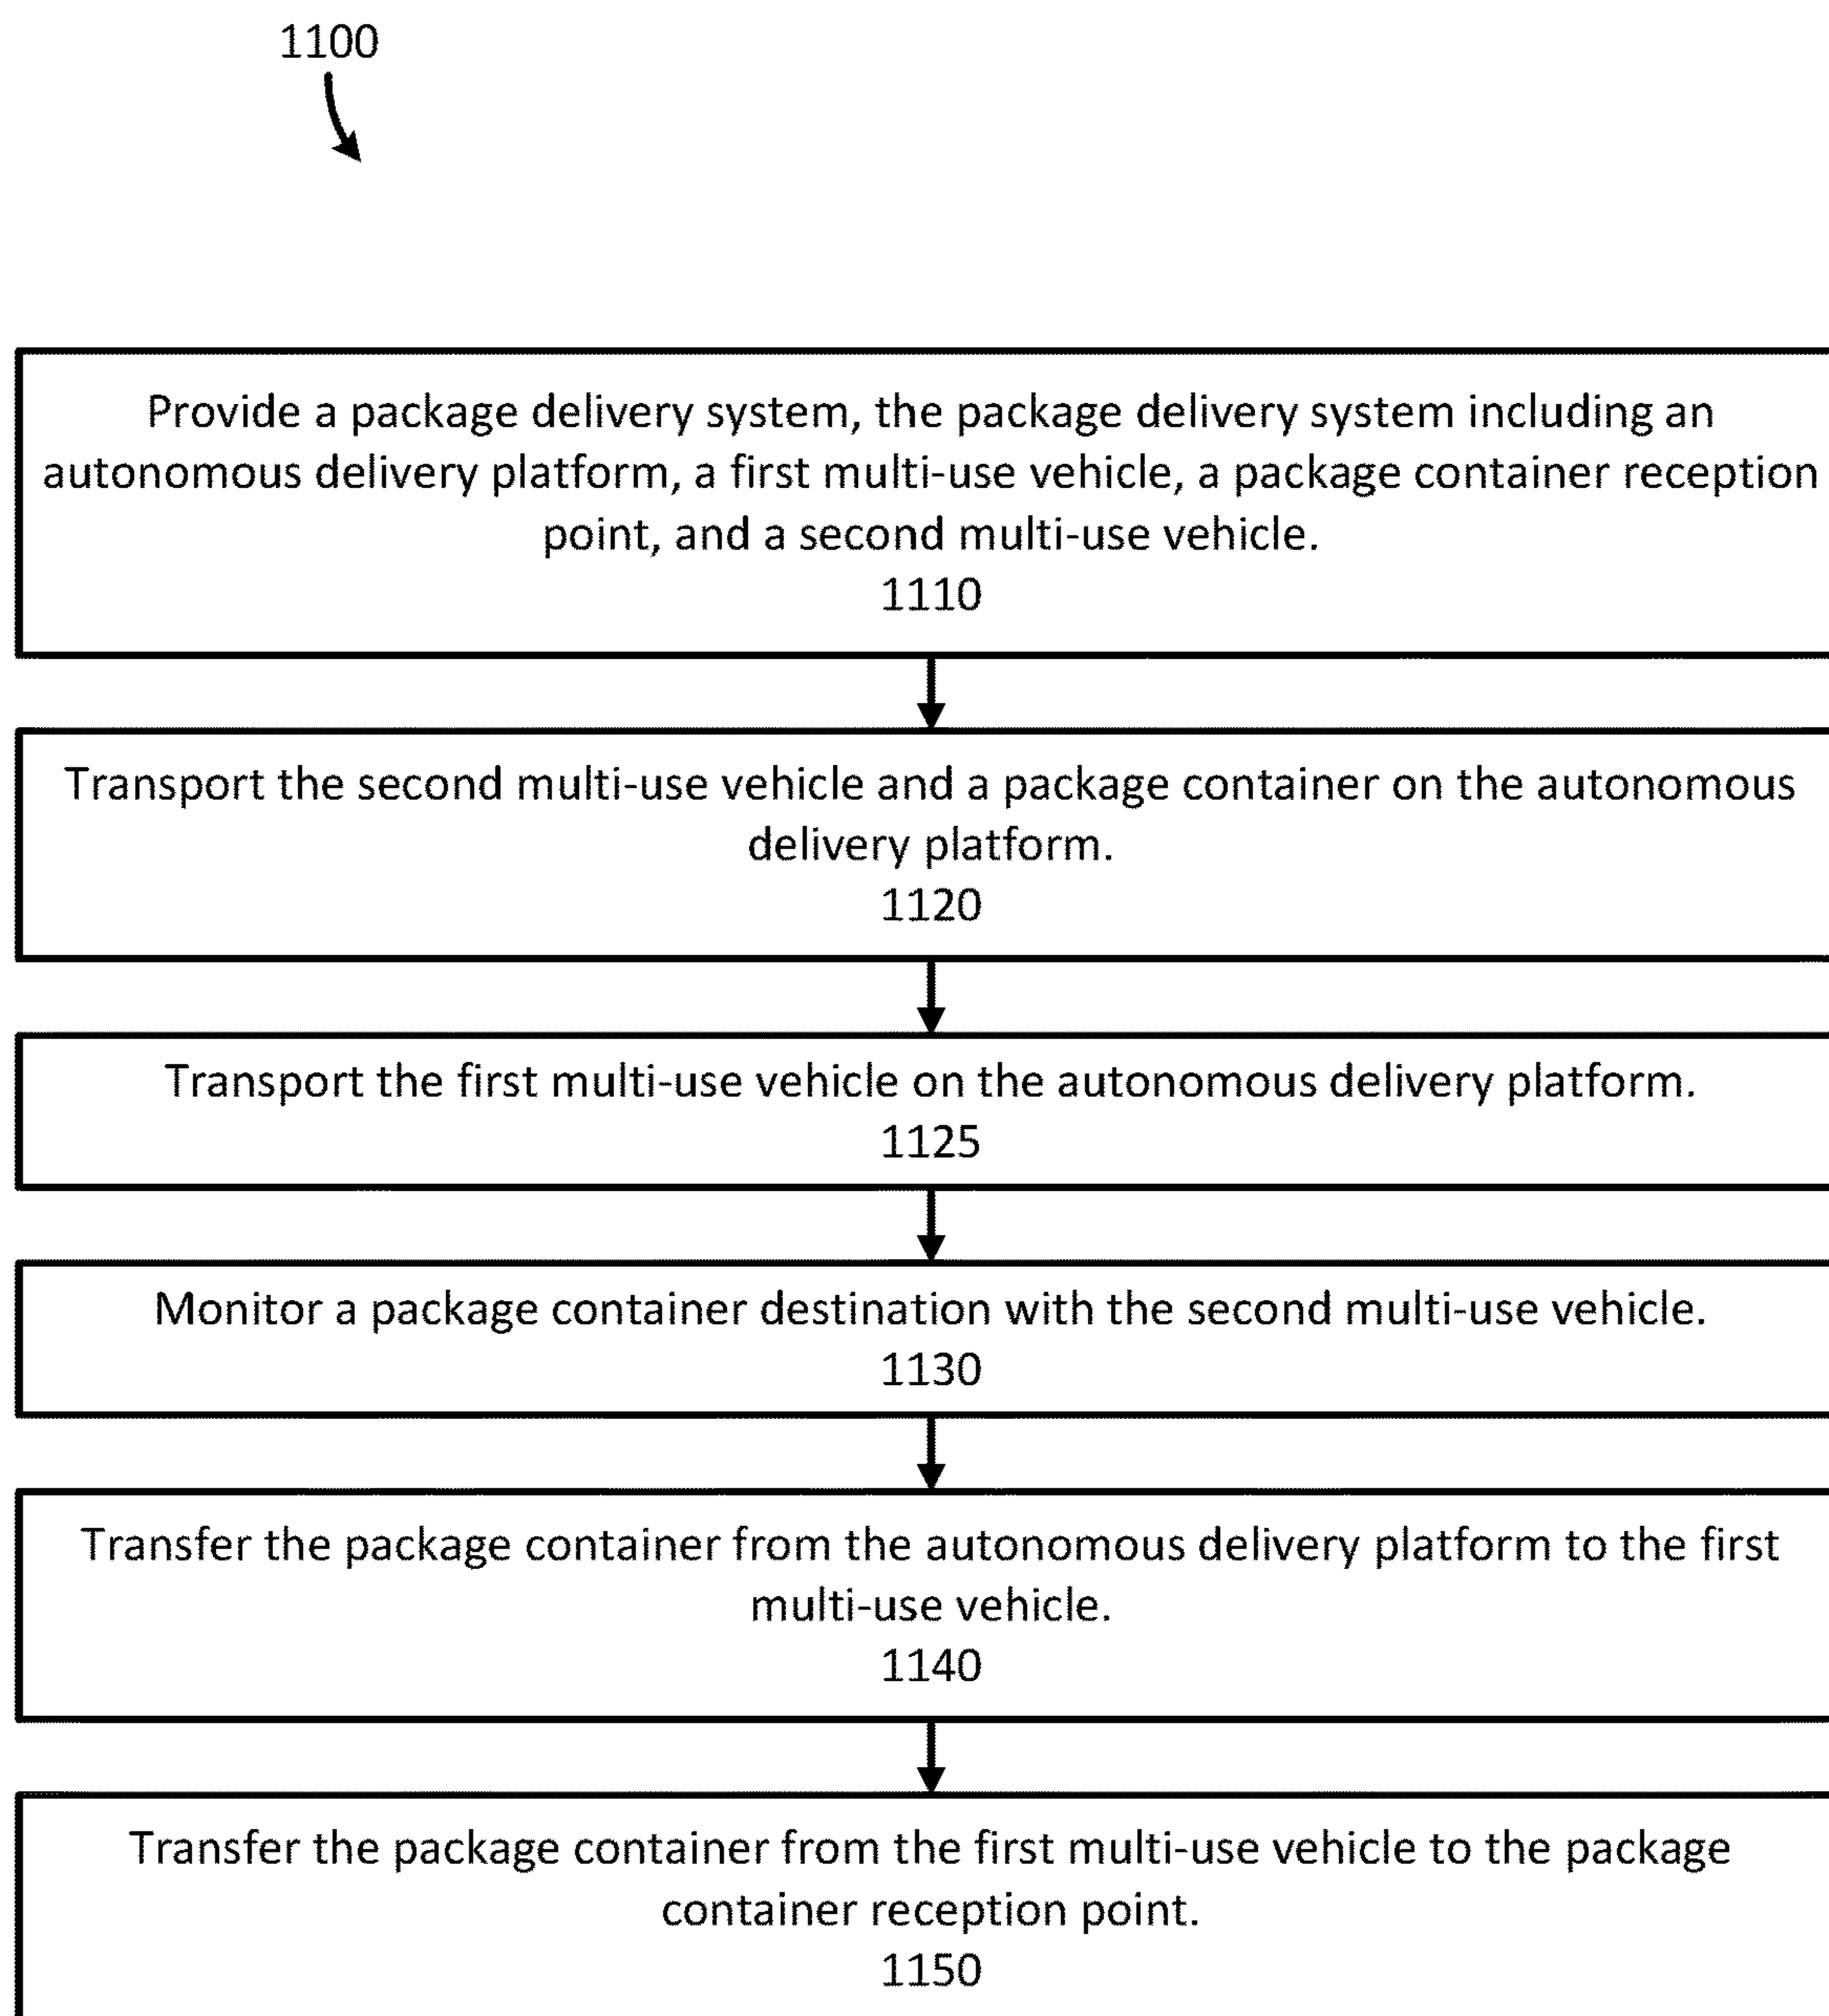 1100
Provide a package delivery system, the package delivery system including an
autonomous delivery platform, a first multi-use vehicle, a package container reception
point, and a second multi-use vehicle.
1110
Transport the second multi-use vehicle and a package container on the autonomous
delivery platform.
1120
Transport the first multi-use vehicle on the autonomous delivery platform.
1125
Monitor a package container destination with the second multi-use vehicle.
1130
Transfer the package container from the autonomous delivery platform to the first
multi-use vehicle.
1140
Transfer the package container from the first multi-use vehicle to the package
container reception point.
1150